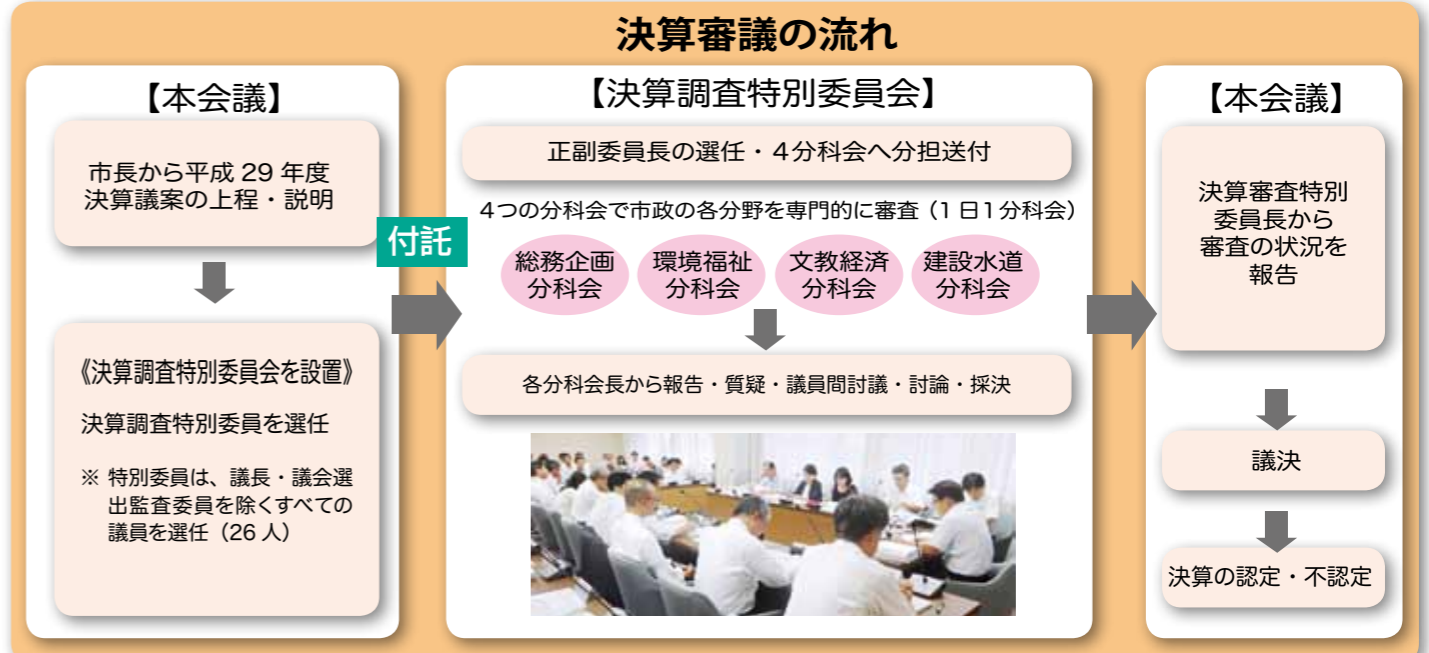 決算審議の流れ
【本会議】
市長から平成 29 年度
決算議案の上程・説明
《決算調査特別委員会を設置》
決算調査特別委員を選任
※ 特別委員は、議長・議会選
出監査委員を除くすべての
議員を選任（26 人）
付託
【決算調査特別委員会】
正副委員長の選任・４分科会へ分担送付
４つの分科会で市政の各分野を専門的に審査（1 日１分科会）
総務企画
分科会
環境福祉
分科会
文教経済
分科会
建設水道
分科会
各分科会長から報告・質疑・議員間討議・討論・採決
【本会議】
決算審査特別
委員長から
審査の状況を
報告
議決
決算の認定・不認定